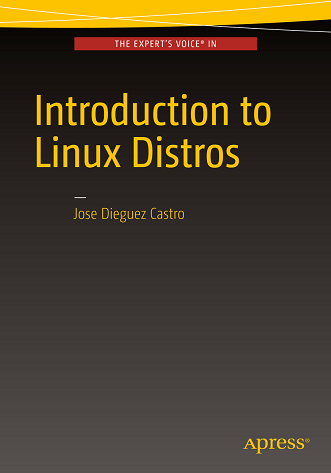 THE EXPERT'S VOICE® IN
Introduction to
Linux Distros
—
Jose Dieguez Castro
Apress®